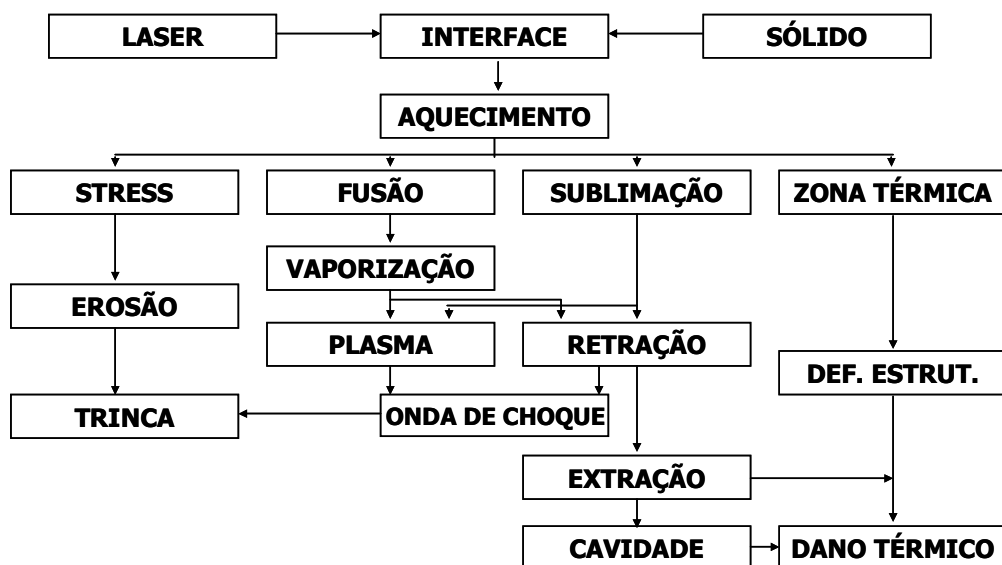 LASER
INTERFACE
SÓLIDO
AQUECIMENTO
STRESS
FUSÃO
SUBLIMAÇÃO
ZONA TÉRMICA
VAPORIZAÇÃO
EROSÃO
PLASMA
RETRAÇÃO
DEF. ESTRUT.
TRINCA
ONDA DE CHOQUE
EXTRAÇÃO
CAVIDADE
DANO TÉRMICO